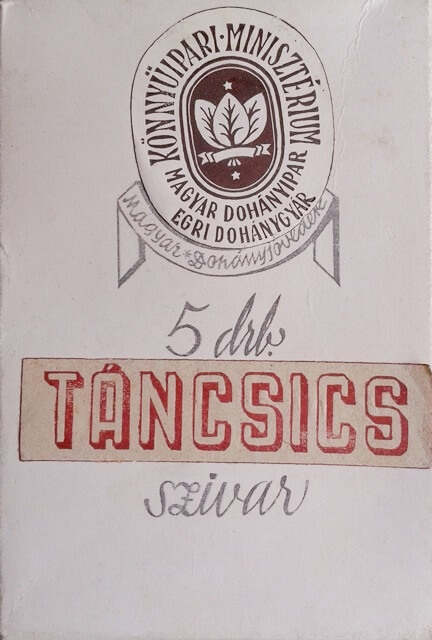 KÖNNYŰIPARI·MINISZTÉRIUM
MAGYAR DOHÁNYIPAR
EGRI DOHÁNYGYÁR
Magyar*Dohányjövedék
5 drb.
TÁNCSICS
szivar